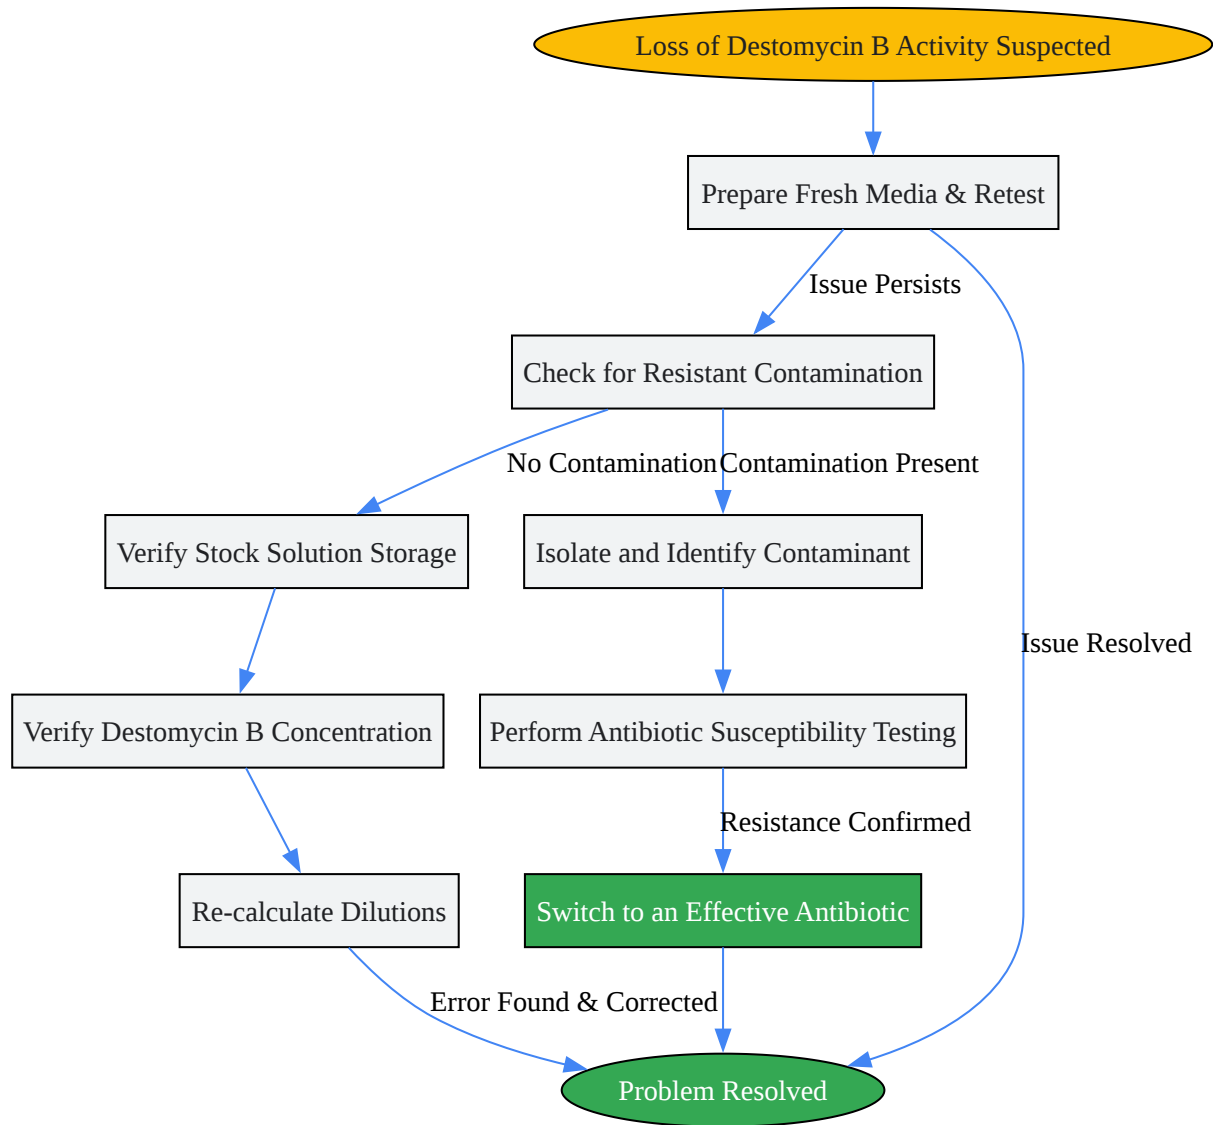 Loss of Destomycin B Activity Suspected
Prepare Fresh Media & Retest
Issue Persists
Check for Resistant Contamination
No Contamination
Contamination Present
Verify Stock Solution Storage
Isolate and Identify Contaminant
Issue Resolved
Verify Destomycin B Concentration
Perform Antibiotic Susceptibility Testing
Resistance Confirmed
Re-calculate Dilutions
Switch to an Effective Antibiotic
Error Found & Corrected
Problem Resolved